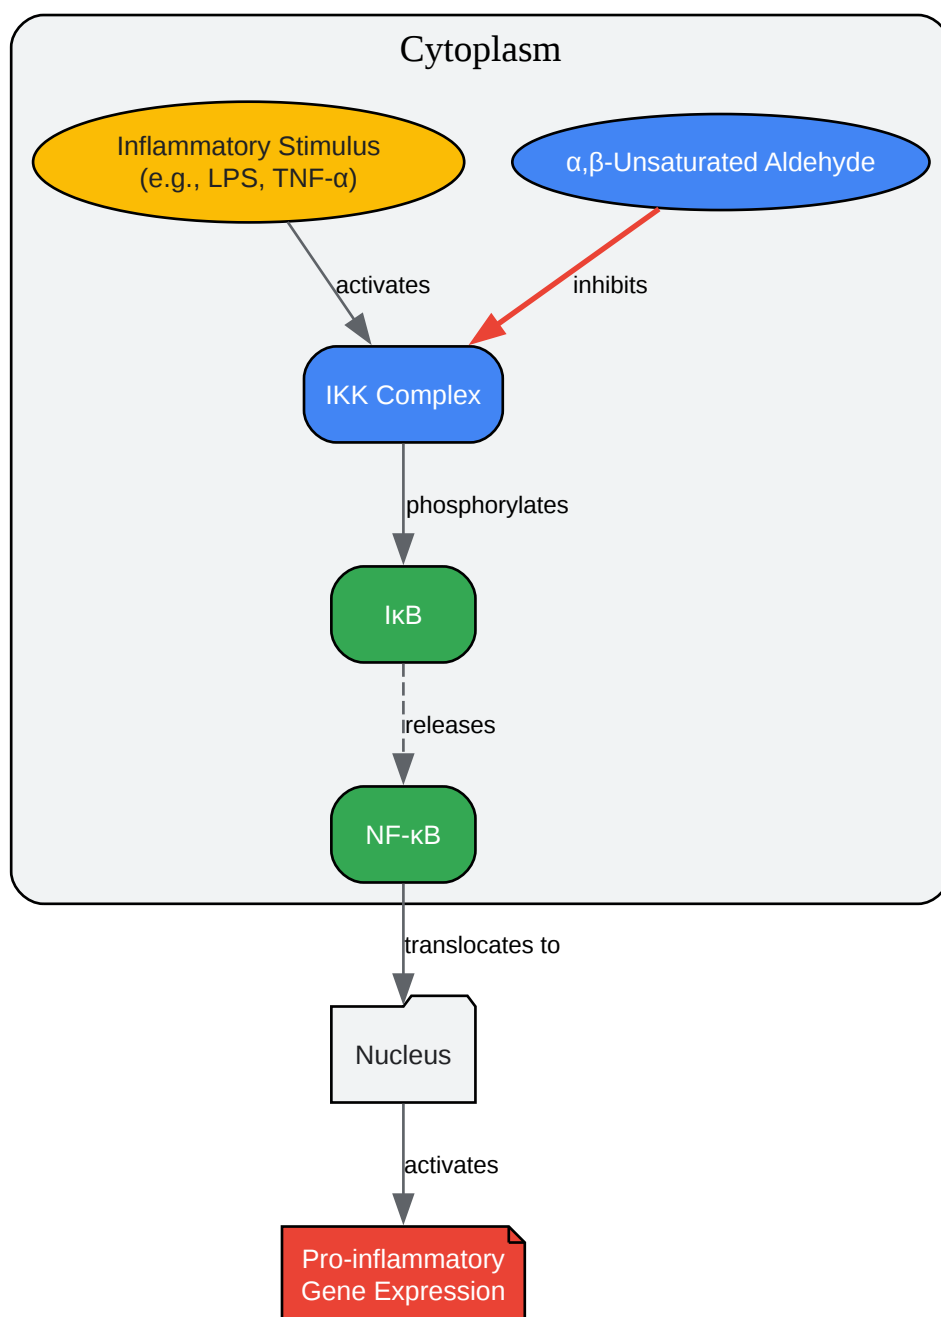 Cytoplasm
Inflammatory Stimulus
(e.g., LPS, TNF-α)
α,β-Unsaturated Aldehyde
activates
inhibits
IKK Complex
phosphorylates
IκB
releases
NF-κB
translocates to
Nucleus
activates
Pro-inflammatory
Gene Expression